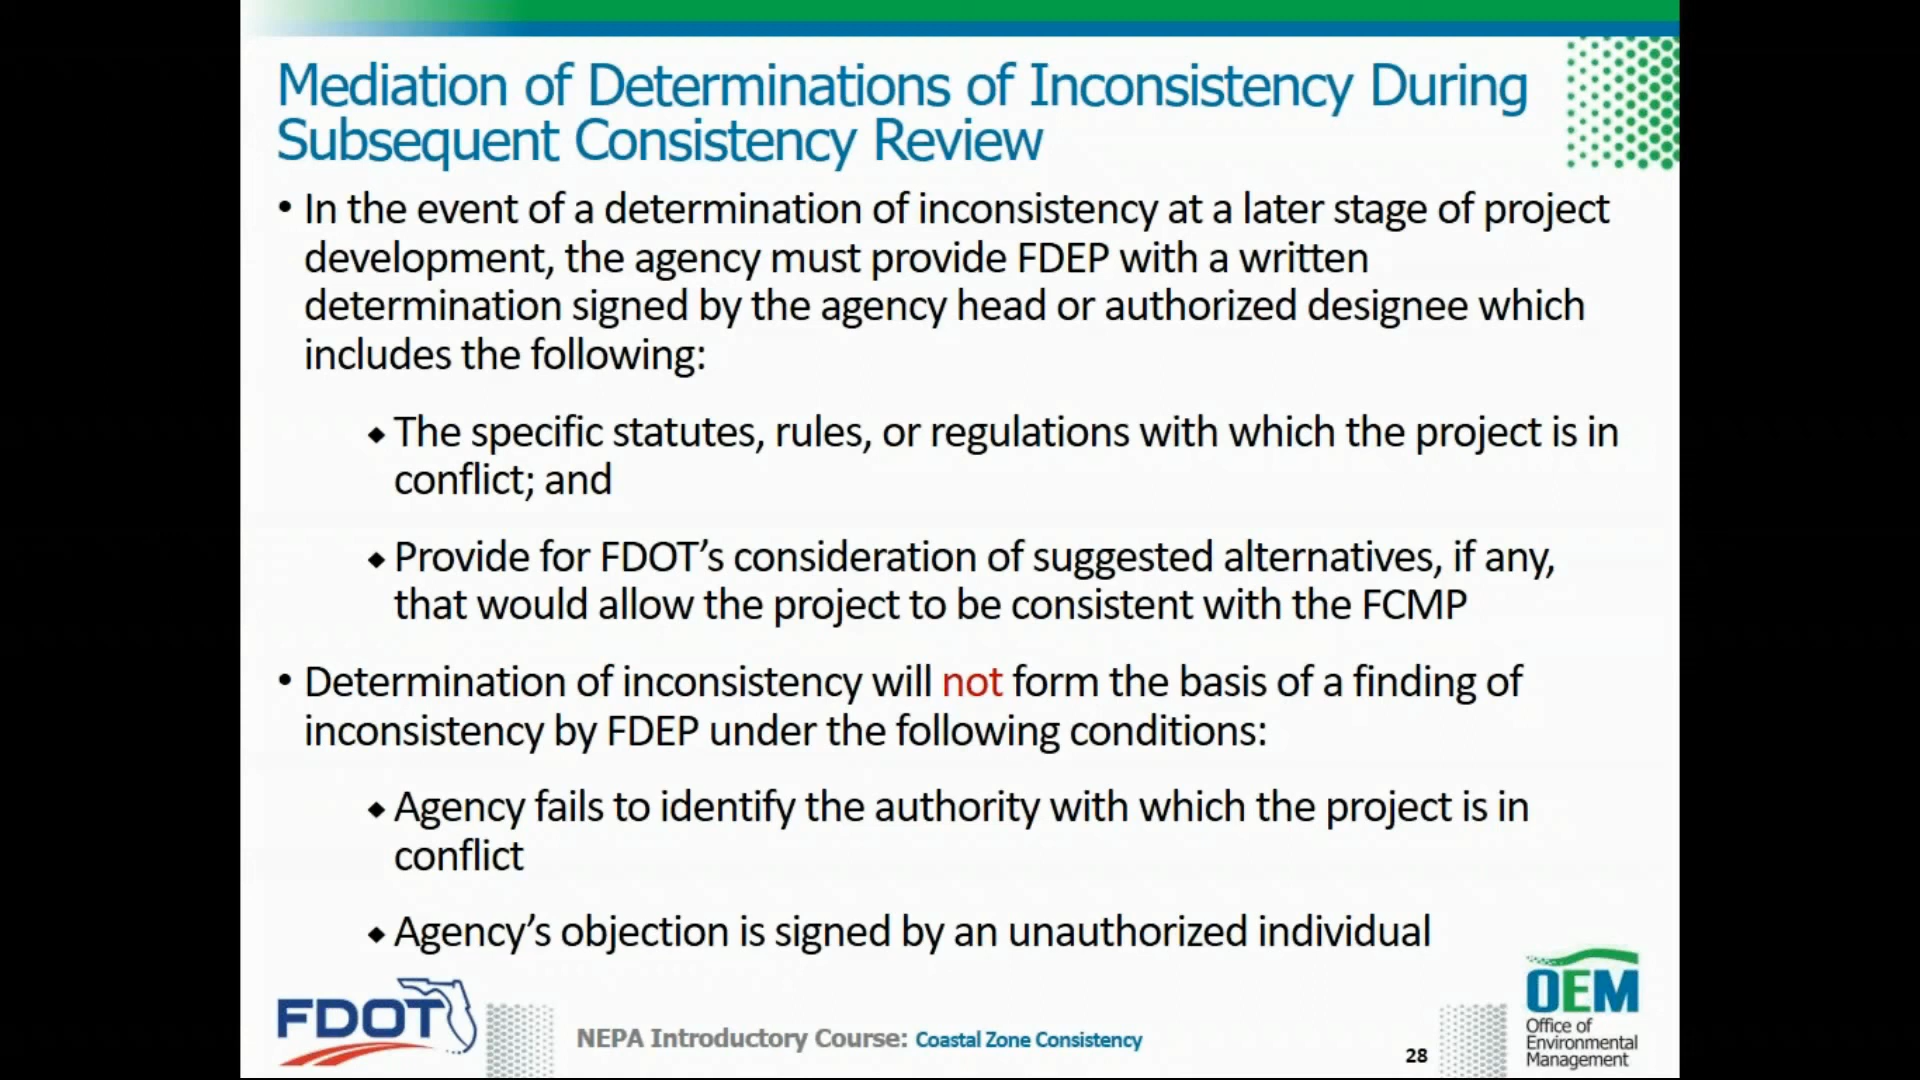 Mediation of Determinations of Inconsistency During
Subsequent Consistency Review
• In the event of a determination of inconsistency at a later stage of project
development, the agency must provide FDEP with a written
determination signed by the agency head or authorized designee which
includes the following:
◆ The specific statutes, rules, or regulations with which the project is in
conflict; and
◆ Provide for FDOT’s consideration of suggested alternatives, if any,
that would allow the project to be consistent with the FCMP
• Determination of inconsistency will not form the basis of a finding of
inconsistency by FDEP under the following conditions:
◆ Agency fails to identify the authority with which the project is in
conflict
◆ Agency’s objection is signed by an unauthorized individual
FDOT
NEPA Introductory Course: Coastal Zone Consistency
28
OEM
Office of
Environmental
Management